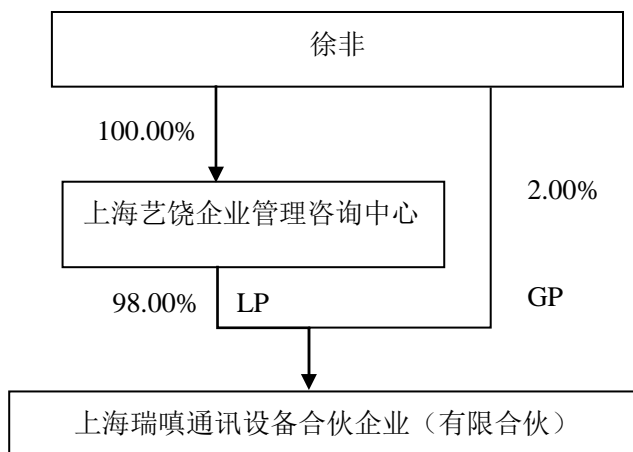 徐非
100.00%
2.00%
上海艺饶企业管理咨询中心
98.00%
LP
GP
上海瑞嗔通讯设备合伙企业（有限合伙）